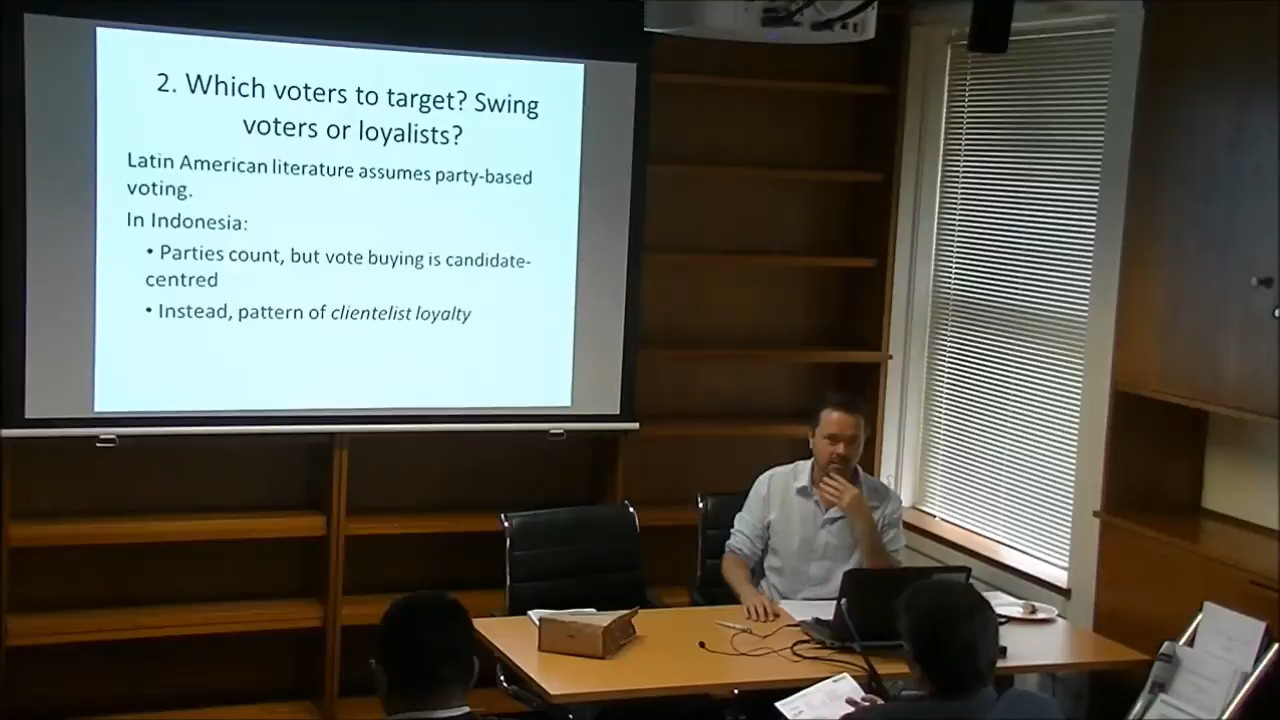 2. Which voters to target? Swing
voters or loyalists?
Latin American literature assumes party-based
voting.
In Indonesia:
• Parties count, but vote buying is candidate-
centred
• Instead, pattern of clientelist loyalty